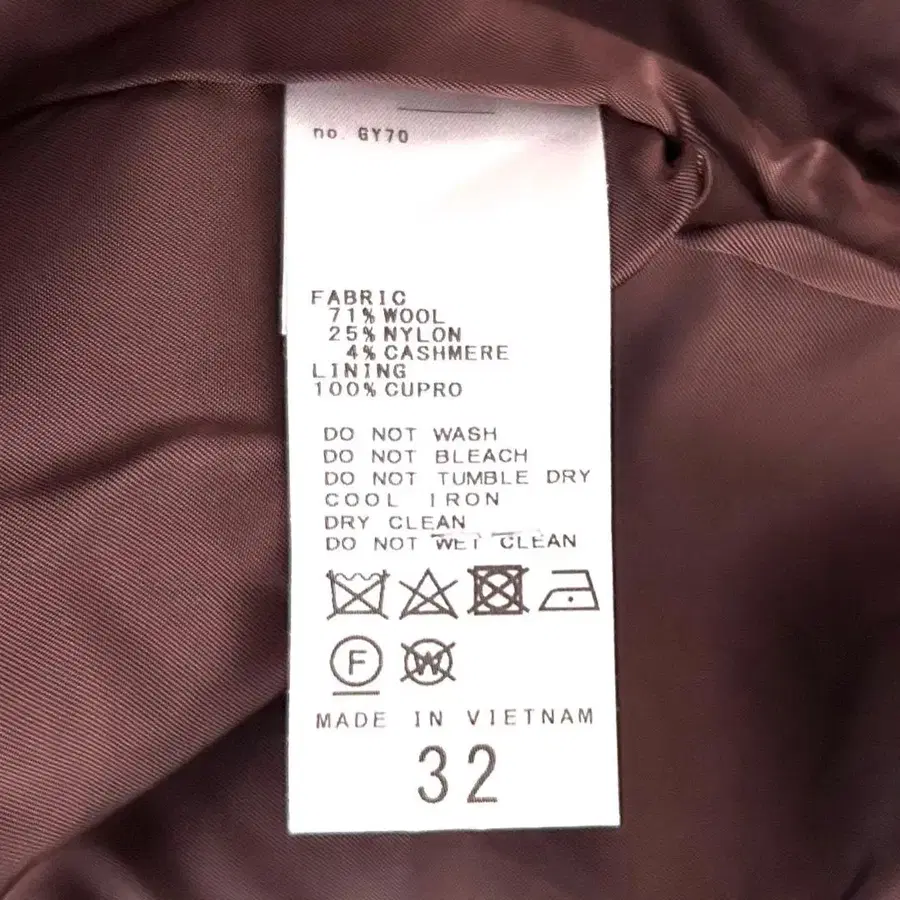 no. GY70
FABRIC
71% WOOL
25% NYLON
4% CASHMERE
LINING
100% CUPRO
DO NOT WASH
DO NOT BLEACH
DO NOT TUMBLE DRY
COOL IRON
DRY CLEAN
DO NOT WET CLEAN
F
W
MADE IN VIETNAM
32